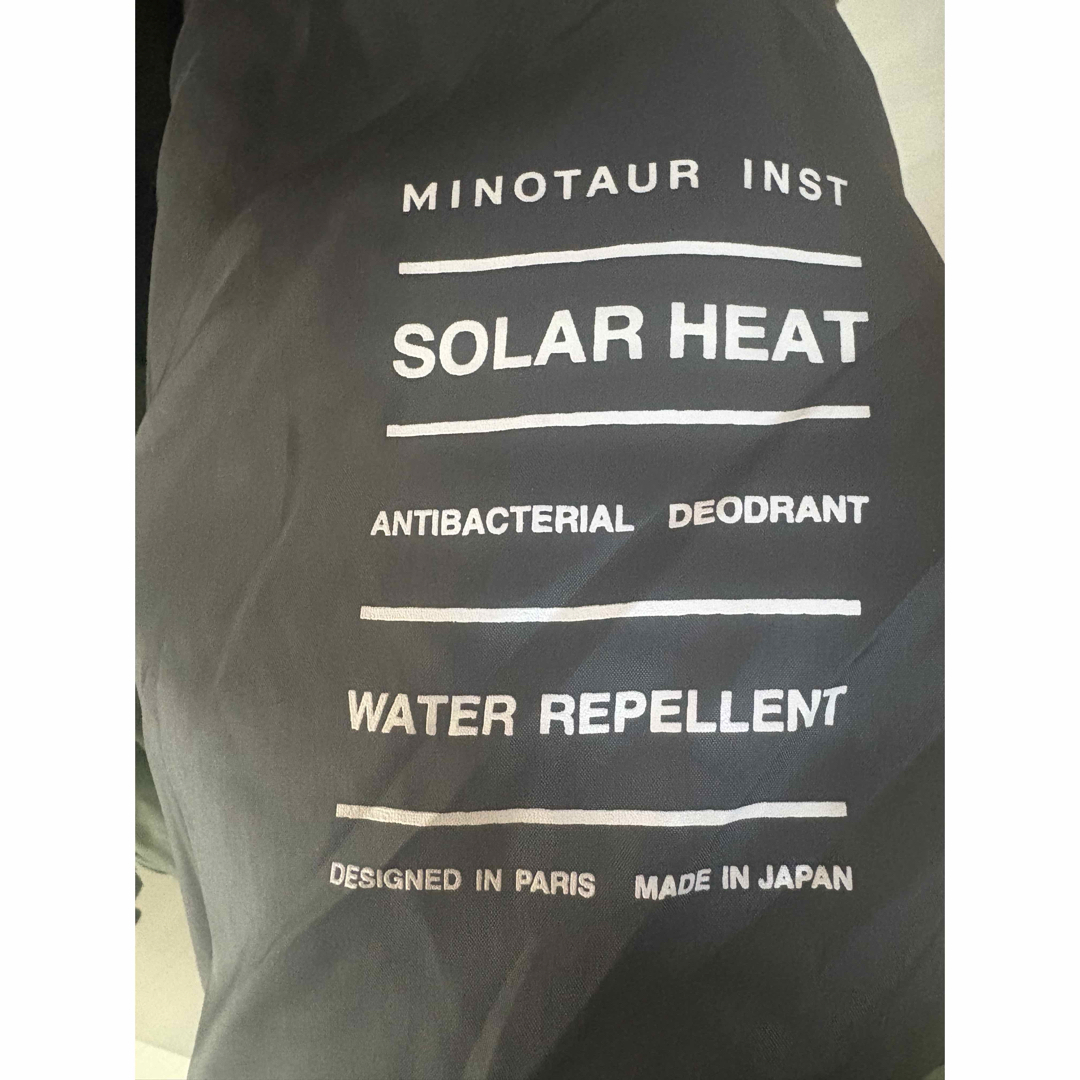 MINOTAUR INST
SOLAR HEAT
ANTIBACTERIAL DEODRANT
WATER REPELLENT
DESIGNED IN PARIS MADE IN JAPAN